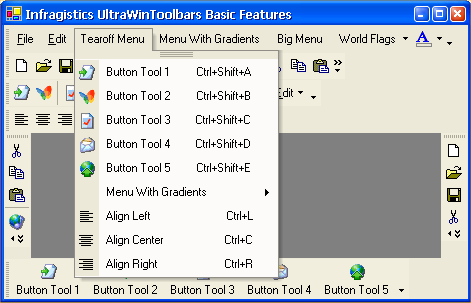 Infragistics UltraWinToolbars Basic Features
File Edit Tearoff Menu Menu With Gradients Big Menu World Flags A
Button Tool 1 Ctrl+Shift+A
Button Tool 2 Ctrl+Shift+B
Edit
Button Tool 3 Ctrl+Shift+C
Button Tool 4 Ctrl+Shift+D
Button Tool 5 Ctrl+Shift+E
Menu With Gradients
Align Left Ctrl+L
Align Center Ctrl+C
Align Right Ctrl+R
Button Tool 1 Button Tool 2 Button Tool 3 Button Tool 4 Button Tool 5